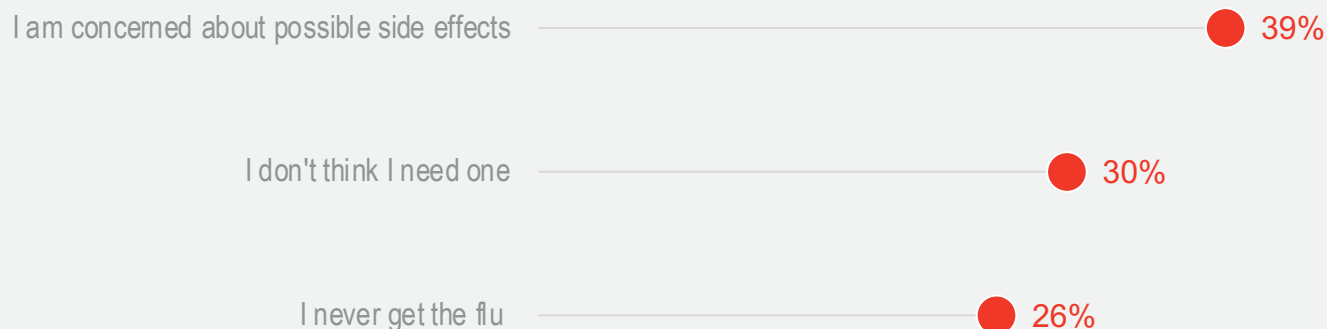 I am concerned about possible side effects 39%
I don't think I need one 30%
I never get the flu 26%